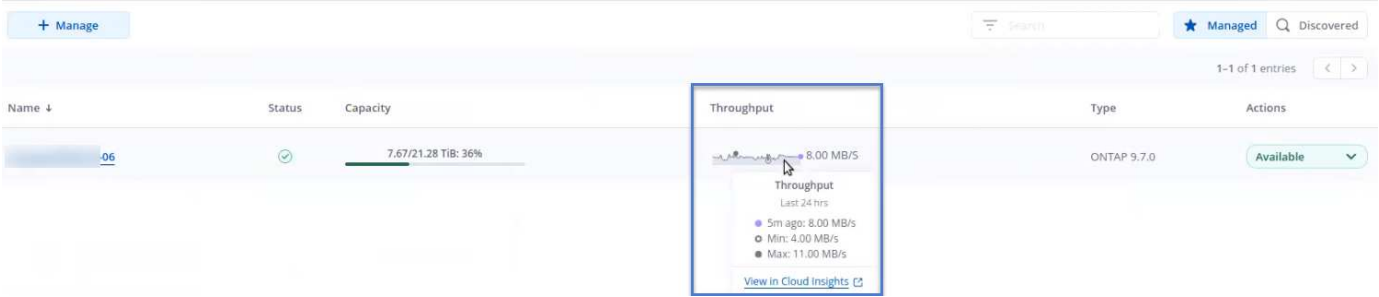 + Manage
Search
Managed
Discovered
1–1 of 1 entries
< >
Name ↓ Status Capacity Throughput Type Actions
-06 7.67/21.28 TiB: 36% 8.00 MB/S ONTAP 9.7.0 Available
Throughput
Last 24 hrs
5m ago: 8.00 MB/s
Min: 4.00 MB/s
Max: 11.00 MB/s
View in Cloud Insights